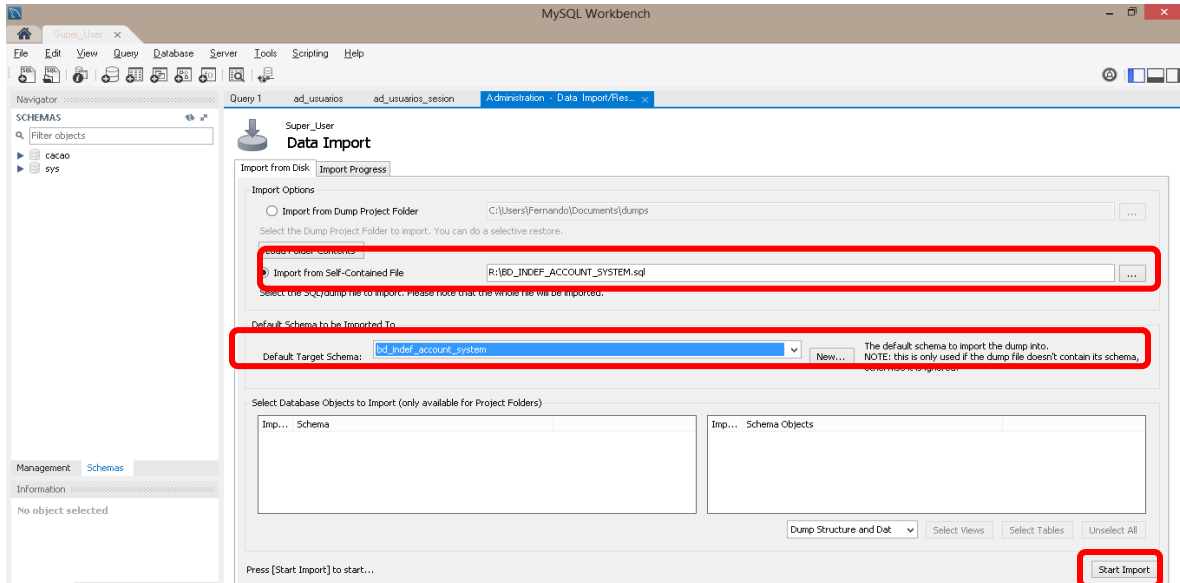 MySQL Workbench
Super_User
File Edit View Query Database Server Tools Scripting Help
Navigator
SCHEMAS
Filter objects
cacao
sys
Management Schemas
Information
No object selected
Query 1 ad_usuarios ad_usuarios_sesion Administration - Data Import/Res...
Super_User
Data Import
Import from Disk Import Progress
Import Options
Import from Dump Project Folder C:\Users\Fernando\Documents\dumps ...
Select the Dump Project Folder to import. You can do a selective restore.
Load Folder Contents
Import from Self-Contained File R:\BD_INDEF_ACCOUNT_SYSTEM.sql ...
Select the SQL/dump file to import. Please note that the whole file will be imported.
Default Schema to be Imported To
Default Target Schema: bd_indef_account_system New...
The default schema to import the dump into.
NOTE: this is only used if the dump file doesn't contain its schema,
otherwise it is ignored.
Select Database Objects to Import (only available for Project Folders)
Imp... Schema
Imp... Schema Objects
Dump Structure and Dat Select Views Select Tables Unselect All
Press [Start Import] to start...
Start Import